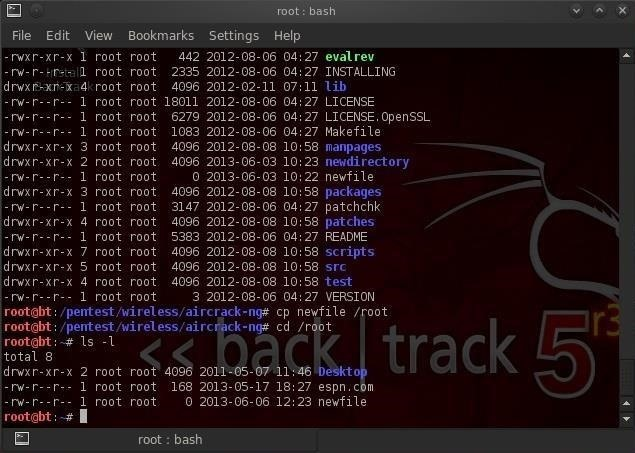 root : bash
File Edit View Bookmarks Settings Help
-rwxr-xr-x 1 root root 442 2012-08-06 04:27 evalrev
-rw-r--r-- 1 root root 2335 2012-08-06 04:27 INSTALLING
drwxr-xr-x 4 root root 4096 2012-02-11 07:11 lib
-rw-r--r-- 1 root root 18011 2012-08-06 04:27 LICENSE
-rw-r--r-- 1 root root 6279 2012-08-06 04:27 LICENSE.OpenSSL
-rw-r--r-- 1 root root 1083 2012-08-06 04:27 Makefile
drwxr-xr-x 3 root root 4096 2012-08-08 10:58 manpages
drwxr-xr-x 2 root root 4096 2013-06-03 10:23 newdirectory
-rw-r--r-- 1 root root 0 2013-06-03 10:22 newfile
drwxr-xr-x 3 root root 4096 2012-08-08 10:58 packages
-rwxr-xr-x 1 root root 3147 2012-08-06 04:27 patchchk
drwxr-xr-x 4 root root 4096 2012-08-08 10:58 patches
-rw-r--r-- 1 root root 5383 2012-08-06 04:27 README
drwxr-xr-x 7 root root 4096 2012-08-08 10:58 scripts
drwxr-xr-x 5 root root 4096 2012-08-08 10:58 src
drwxr-xr-x 4 root root 4096 2012-08-08 10:58 test
-rw-r--r-- 1 root root 3 2012-08-06 04:27 VERSION
root@bt:/pentest/wireless/aircrack-ng# cp newfile /root
root@bt:/pentest/wireless/aircrack-ng# cd /root
root@bt:~# ls -l
total 8
drwxr-xr-x 2 root root 4096 2011-05-07 11:46 Desktop
-rw-r--r-- 1 root root 168 2013-05-17 18:27 espn.com
-rw-r--r-- 1 root root 0 2013-06-06 12:23 newfile
root@bt:~#
<< back | track 5 r3
root : bash